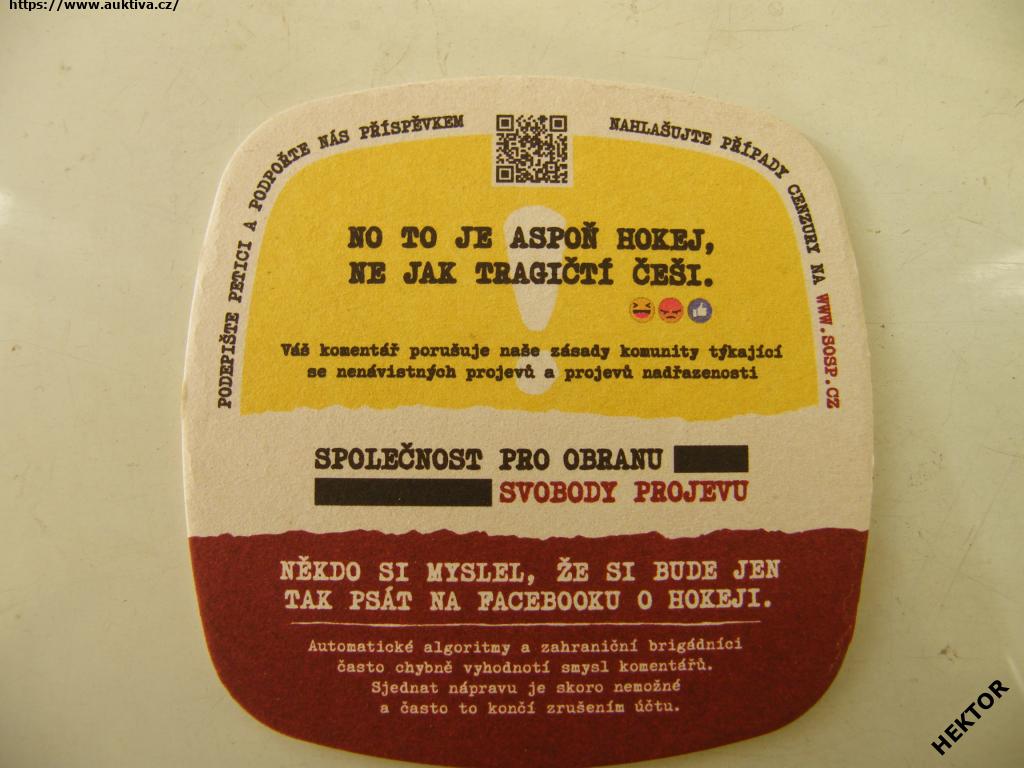 https://www.auktiva.cz/
PODEPIŠTE PETICI A PODPOŘTE NÁS PŘÍSPĚVKEM
NAHLAŠUJTE PŘÍPADY CENZURY NA WWW.SOSP.CZ
NO TO JE ASPOŇ HOKEJ,
NE JAK TRAGIČTÍ ČEŠI.
Váš komentář porušuje naše zásady komunity týkající
se nenávistných projevů a projevů nadřazenosti
SPOLEČNOST PRO OBRANU
SVOBODY PROJEVU
NĚKDO SI MYSLEL, ŽE SI BUDE JEN
TAK PSÁT NA FACEBOOKU O HOKEJI.
Automatické algoritmy a zahraniční brigádníci
často chybně vyhodnotí smysl komentářů.
Sjednat nápravu je skoro nemožné
a často to končí zrušením účtu.
HEKTOR